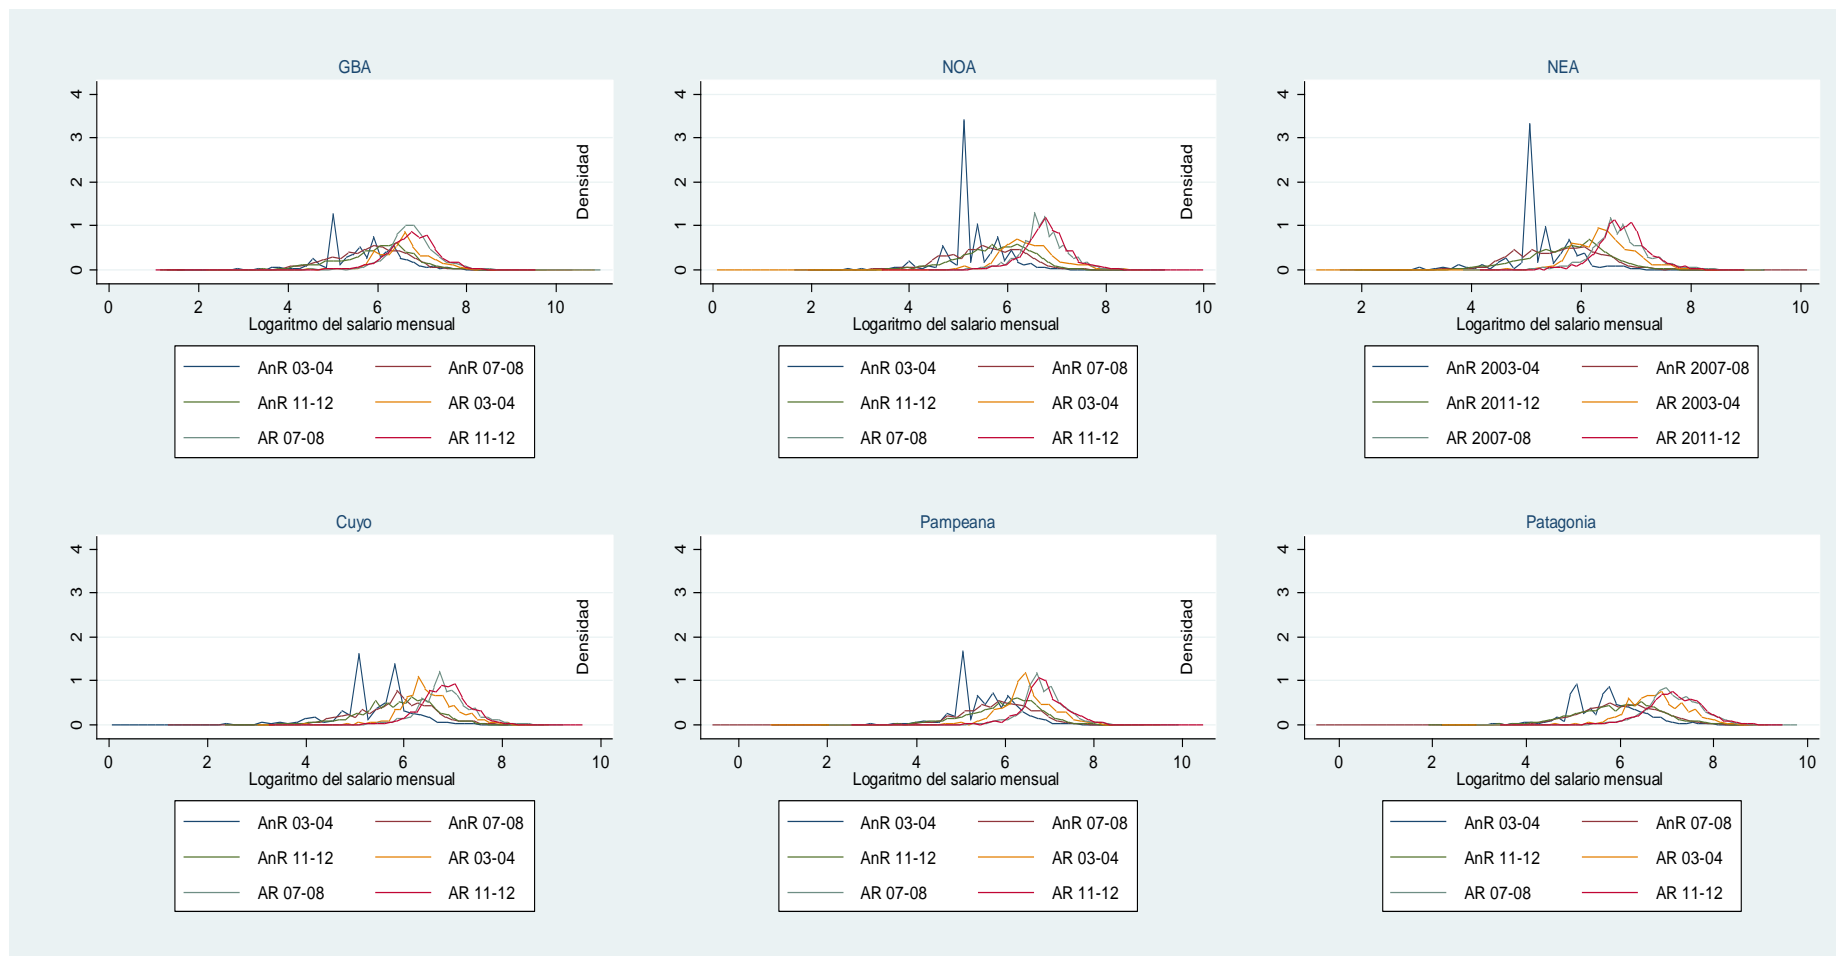 GBA
4
3
2
1
0
Densidad
0 2 4 6 8 10
Logaritmo del salario mensual
AnR 03-04 AnR 07-08
AnR 11-12 AR 03-04
AR 07-08 AR 11-12
NOA
4
3
2
1
0
Densidad
0 2 4 6 8 10
Logaritmo del salario mensual
AnR 03-04 AnR 07-08
AnR 11-12 AR 03-04
AR 07-08 AR 11-12
NEA
4
3
2
1
0
2 4 6 8 10
Logaritmo del salario mensual
AnR 2003-04 AnR 2007-08
AnR 2011-12 AR 2003-04
AR 2007-08 AR 2011-12
Cuyo
4
3
2
1
0
Densidad
0 2 4 6 8 10
Logaritmo del salario mensual
AnR 03-04 AnR 07-08
AnR 11-12 AR 03-04
AR 07-08 AR 11-12
Pampeana
4
3
2
1
0
Densidad
0 2 4 6 8 10
Logaritmo del salario mensual
AnR 03-04 AnR 07-08
AnR 11-12 AR 03-04
AR 07-08 AR 11-12
Patagonia
4
3
2
1
0
0 2 4 6 8 10
Logaritmo del salario mensual
AnR 03-04 AnR 07-08
AnR 11-12 AR 03-04
AR 07-08 AR 11-12